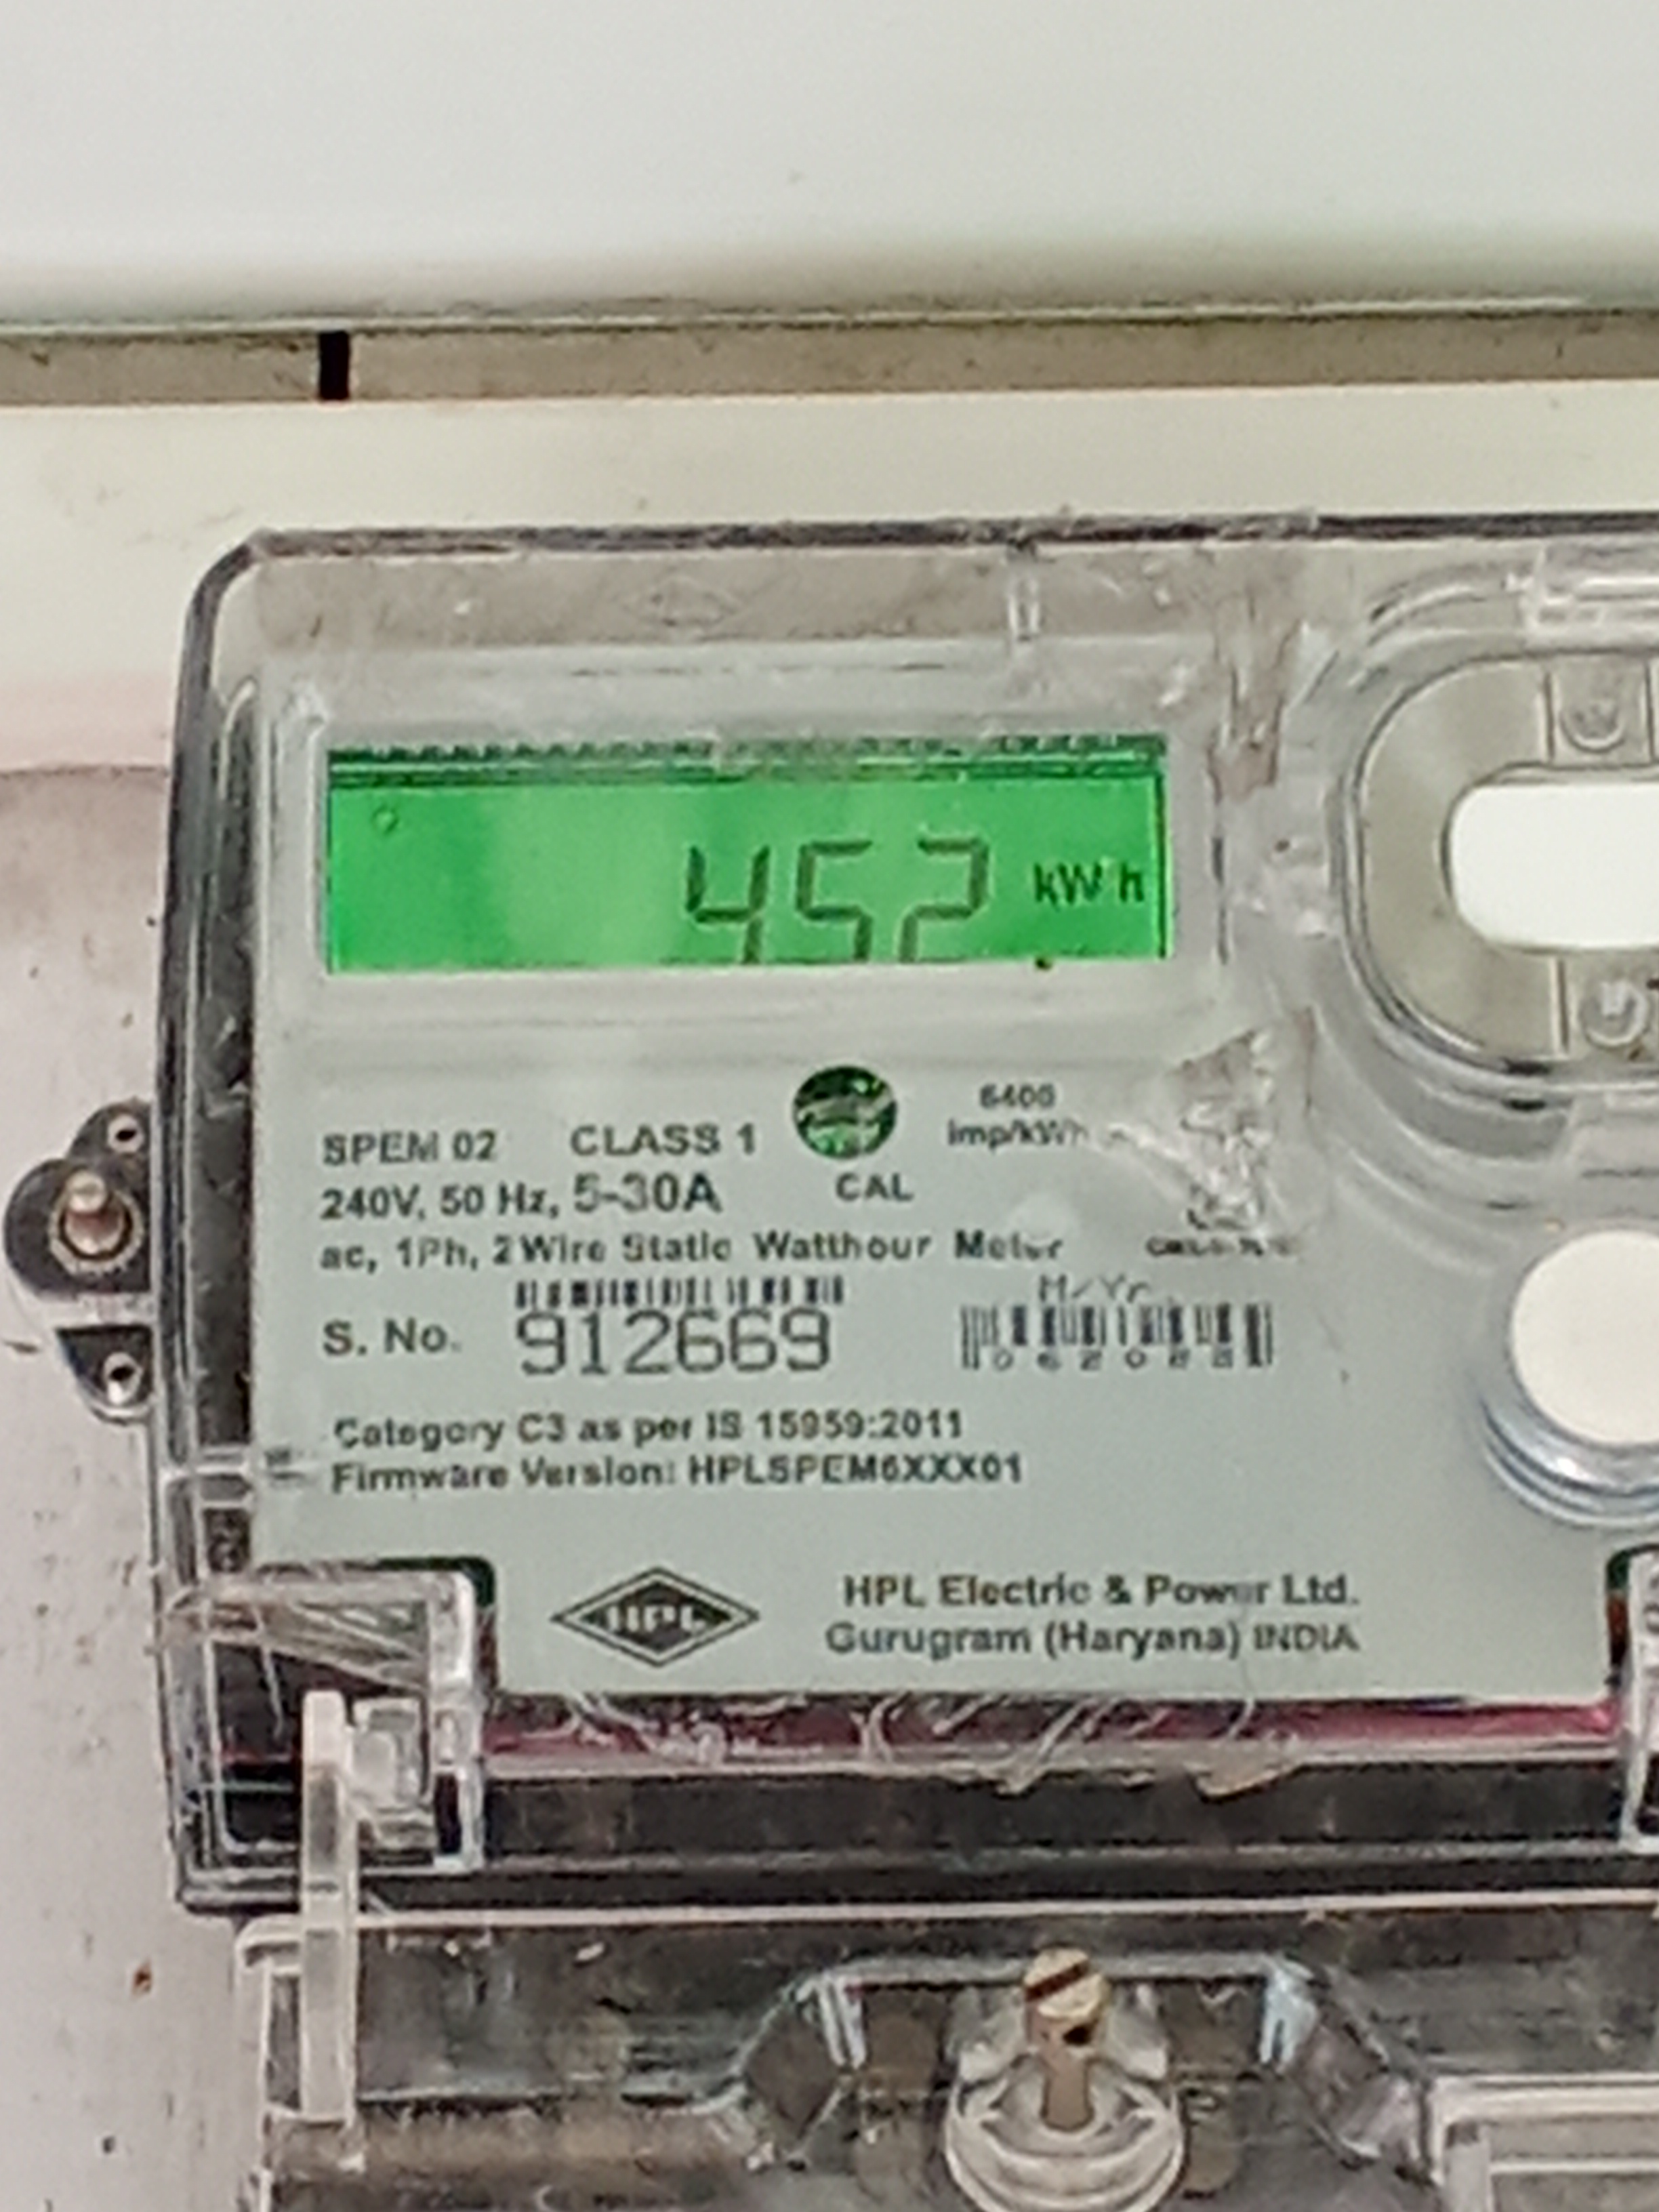 452 kWh
SPEM 02 CLASS 1
6400
imp/kWh
240V, 50 Hz, 5-30A
CAL
ac, 1Ph, 2 Wire Static Watthour Meter
M/Yr.
S. No. 912669
Category C3 as per IS 15959:2011
Firmware Version: HPLSPEM6XXX01
HPL
HPL Electric & Power Ltd.
Gurugram (Haryana) INDIA